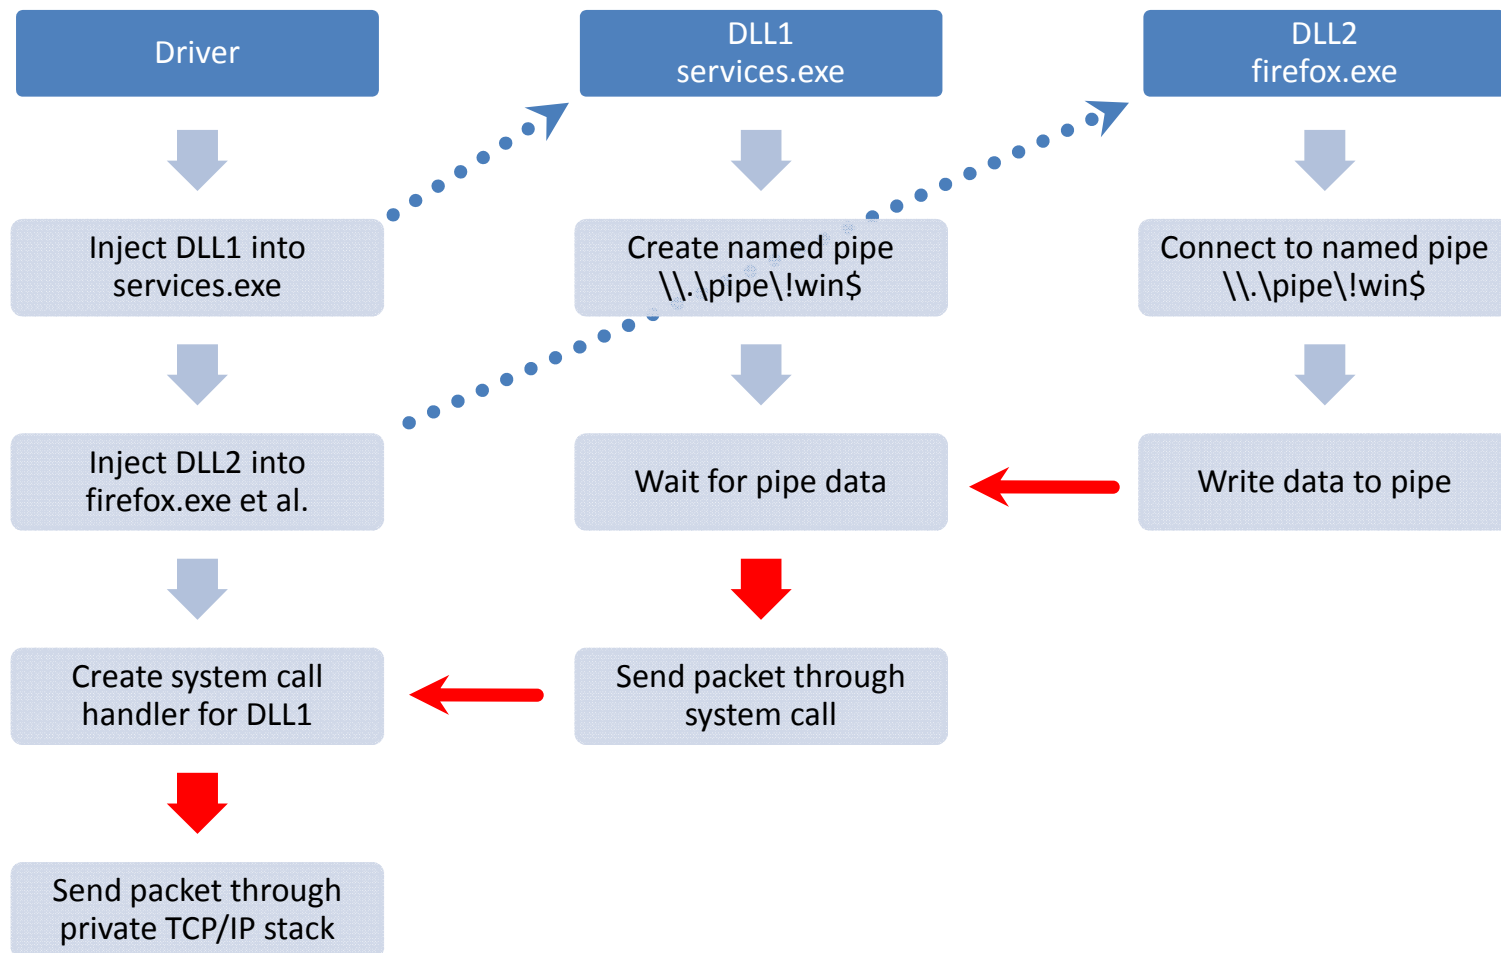 Driver
DLL1
services.exe
DLL2
firefox.exe
Inject DLL1 into
services.exe
Create named pipe
\\.\pipe\!win$
Connect to named pipe
\\.\pipe\!win$
Inject DLL2 into
firefox.exe et al.
Wait for pipe data
Write data to pipe
Create system call
handler for DLL1
Send packet through
system call
Send packet through
private TCP/IP stack